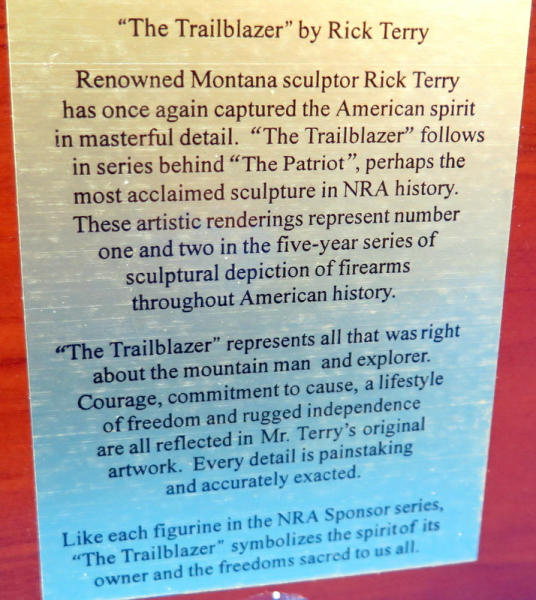 "The Trailblazer" by Rick Terry
Renowned Montana sculptor Rick Terry
has once again captured the American spirit
in masterful detail. "The Trailblazer" follows
in series behind "The Patriot", perhaps the
most acclaimed sculpture in NRA history.
These artistic renderings represent number
one and two in the five-year series of
sculptural depiction of firearms
throughout American history.
"The Trailblazer" represents all that was right
about the mountain man and explorer.
Courage, commitment to cause, a lifestyle
of freedom and rugged independence
are all reflected in Mr. Terry's original
artwork. Every detail is painstaking
and accurately exacted.
Like each figurine in the NRA Sponsor series,
"The Trailblazer" symbolizes the spirit of its
owner and the freedoms sacred to us all.